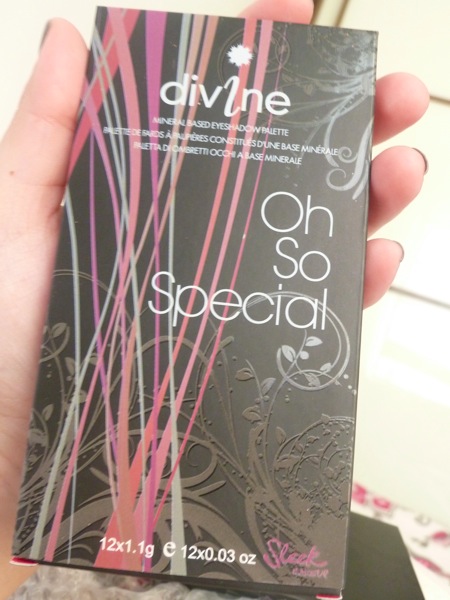 divine
MINERAL BASED EYESHADOW PALETTE
PALETTE DE FARDS À PAUPIÈRES CONSTITUÉS D'UNE BASE MINÉRALE
PALETTA DI OMBRETTI OCCHI A BASE MINERALE
Oh
So
Special
12x1.1g e 12x0.03 oz
Sleek
MAKEUP